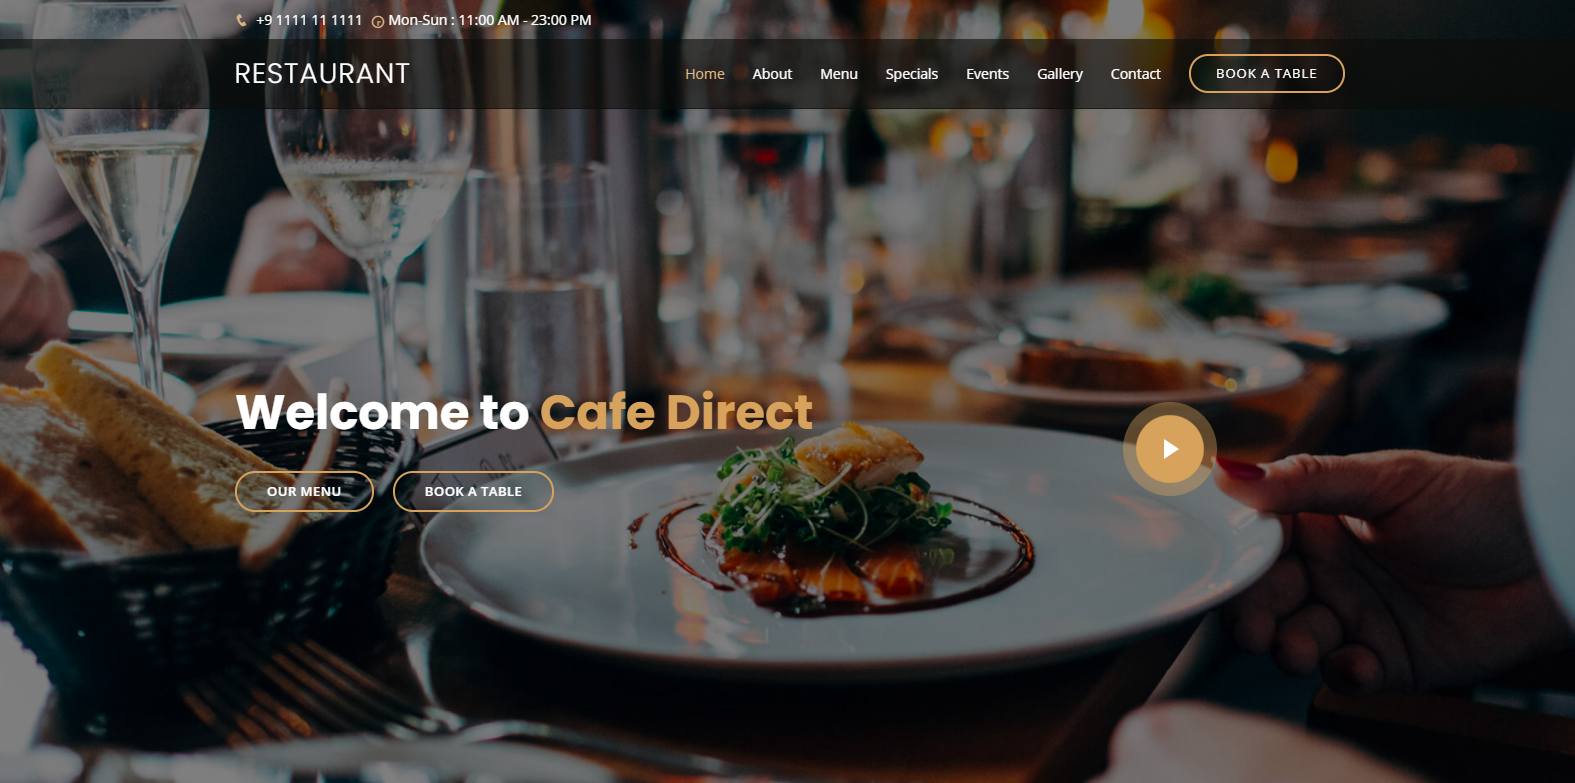 +9 1111 11 1111 Mon-Sun : 11:00 AM - 23:00 PM
RESTAURANT Home About Menu Specials Events Gallery Contact BOOK A TABLE
Welcome to Cafe Direct
OUR MENU BOOK A TABLE